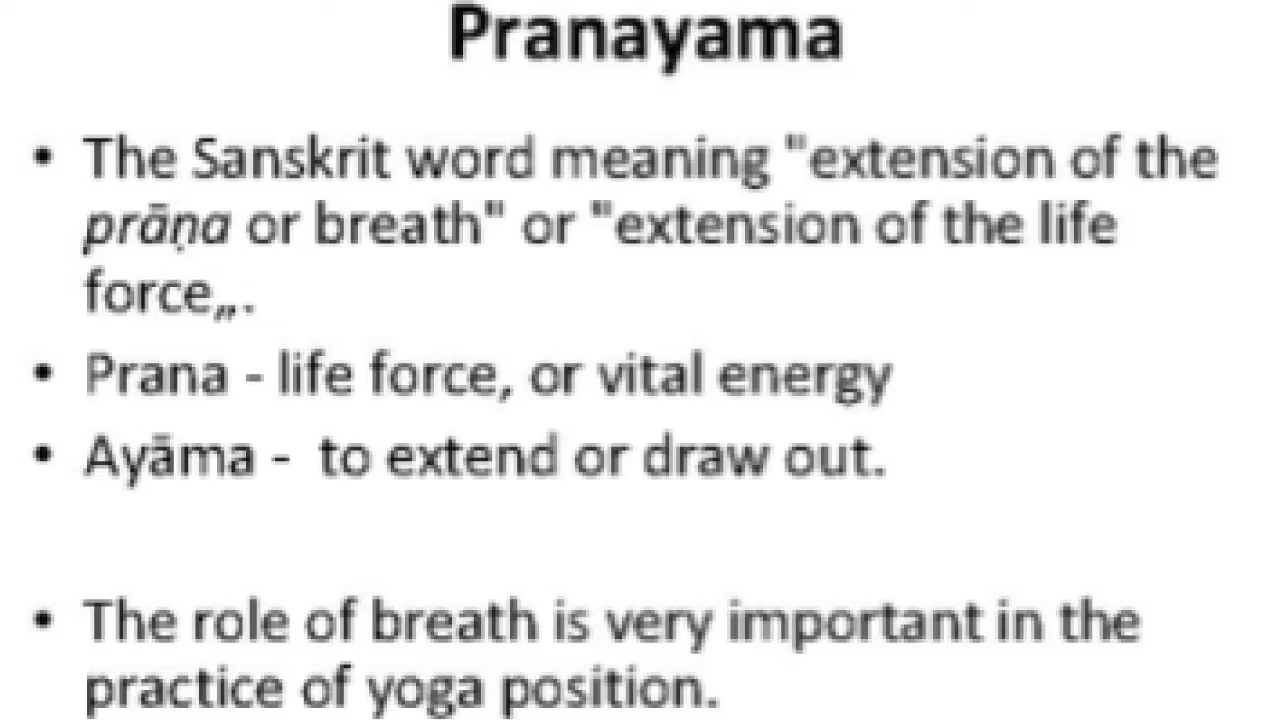 Pranayama
• The Sanskrit word meaning "extension of the
prāṇa or breath" or "extension of the life
force„.
• Prana - life force, or vital energy
• Ayāma - to extend or draw out.
• The role of breath is very important in the
practice of yoga position.